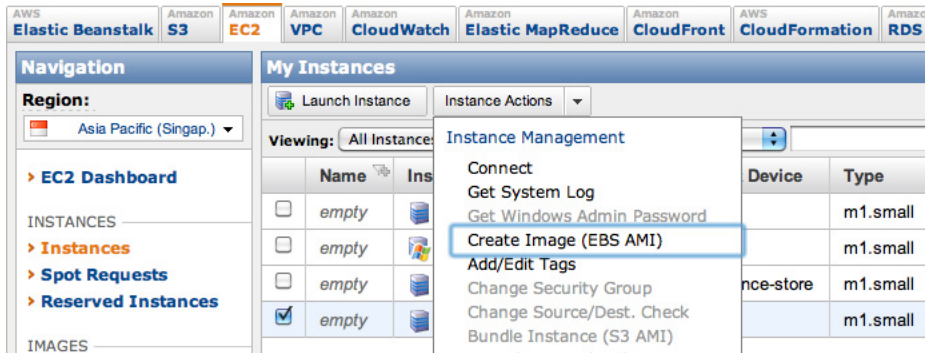 AWS Amazon Amazon Amazon Amazon Amazon Amazon AWS
Elastic Beanstalk S3 EC2 VPC CloudWatch Elastic MapReduce CloudFront CloudFormation RDS
Navigation
Region:
Asia Pacific (Singap.)
> EC2 Dashboard
INSTANCES
> Instances
> Spot Requests
> Reserved Instances
IMAGES
My Instances
Launch Instance Instance Actions
Viewing: All Instances
Name Ins Device Type
empty m1.small
empty m1.small
empty nce-store m1.small
empty m1.small
Instance Management
Connect
Get System Log
Get Windows Admin Password
Create Image (EBS AMI)
Add/Edit Tags
Change Security Group
Change Source/Dest. Check
Bundle Instance (S3 AMI)